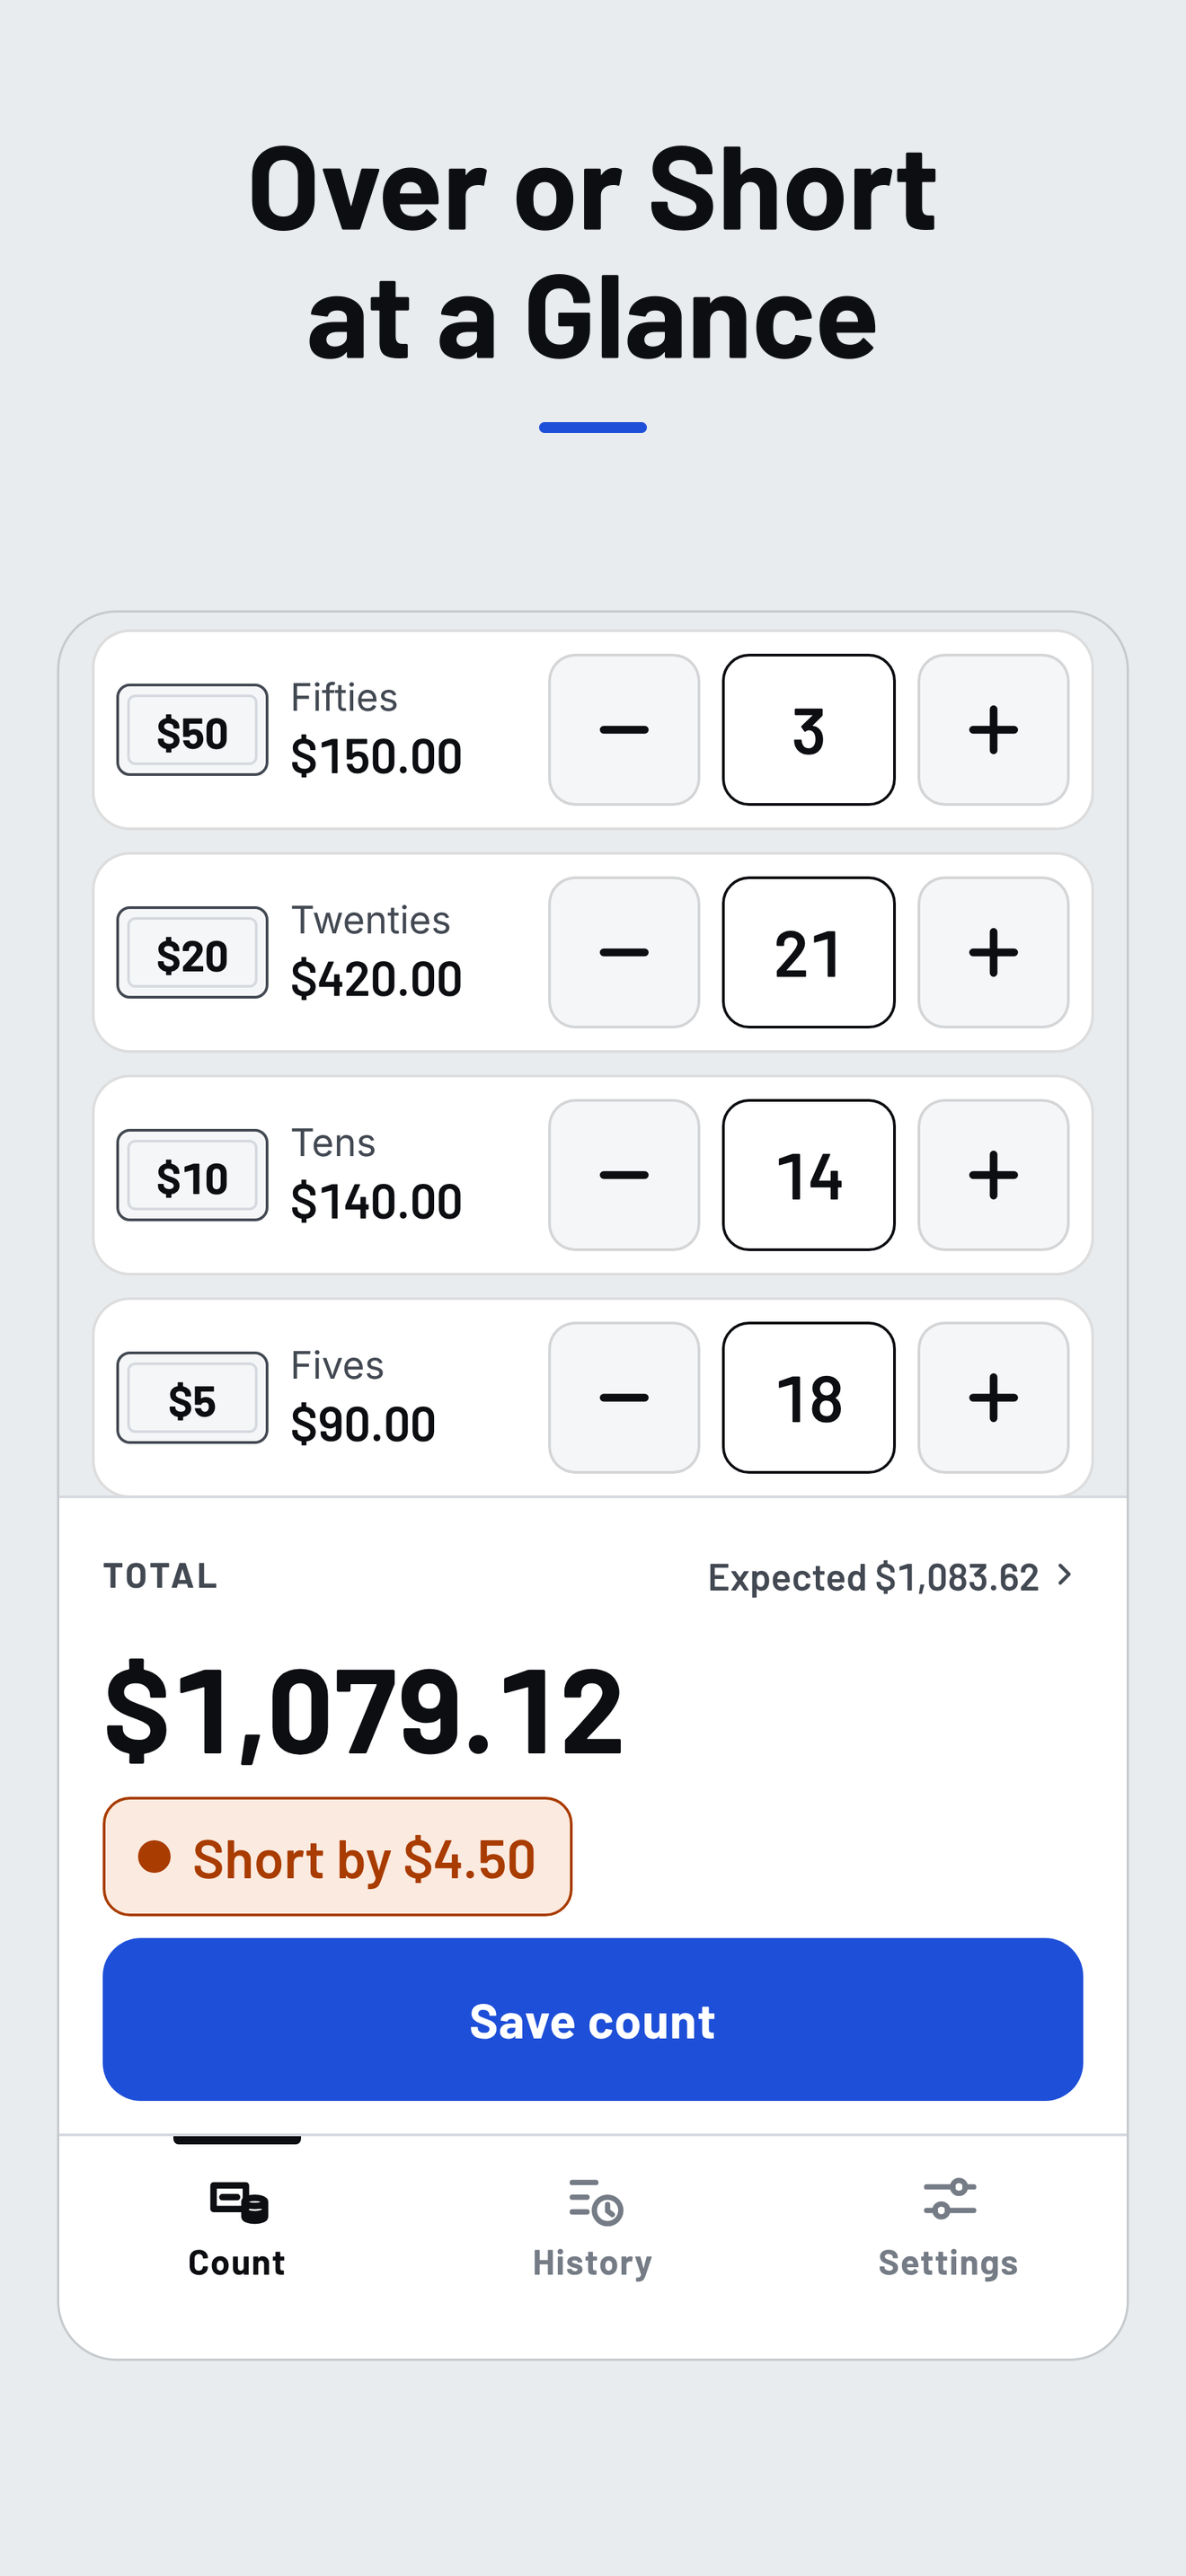 Over or Short
at a Glance
$50
Fifties
$150.00
3
$20
Twenties
$420.00
21
$10
Tens
$140.00
14
$5
Fives
$90.00
18
TOTAL
Expected $1,083.62
$1,079.12
Short by $4.50
Save count
Count
History
Settings